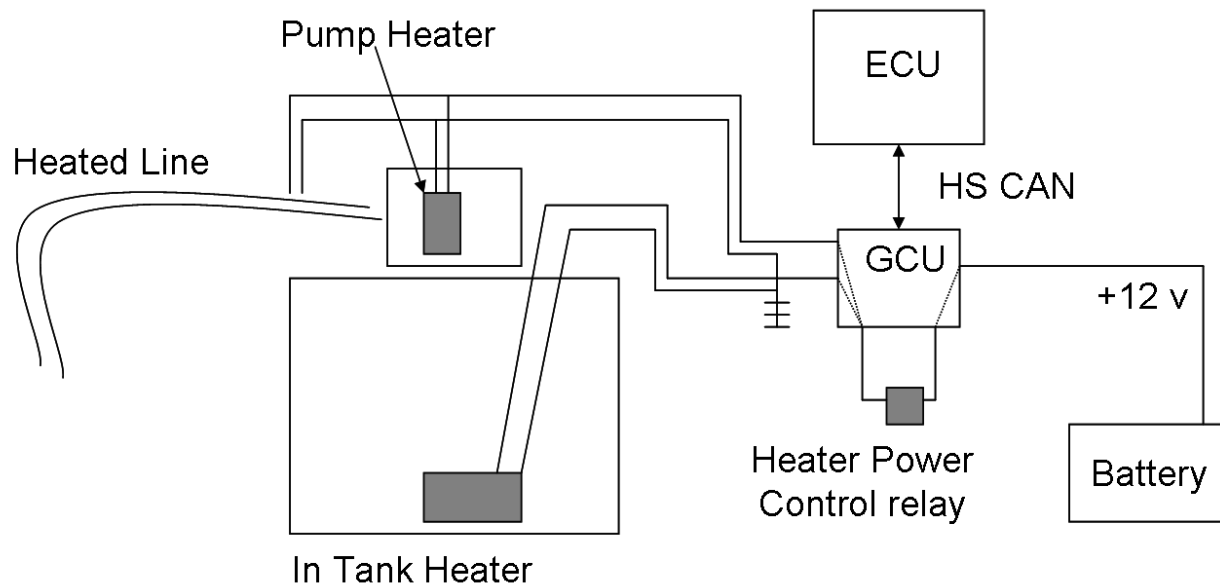 Pump Heater
ECU
Heated Line
HS CAN
GCU
+12 v
Heater Power
Control relay
Battery
In Tank Heater